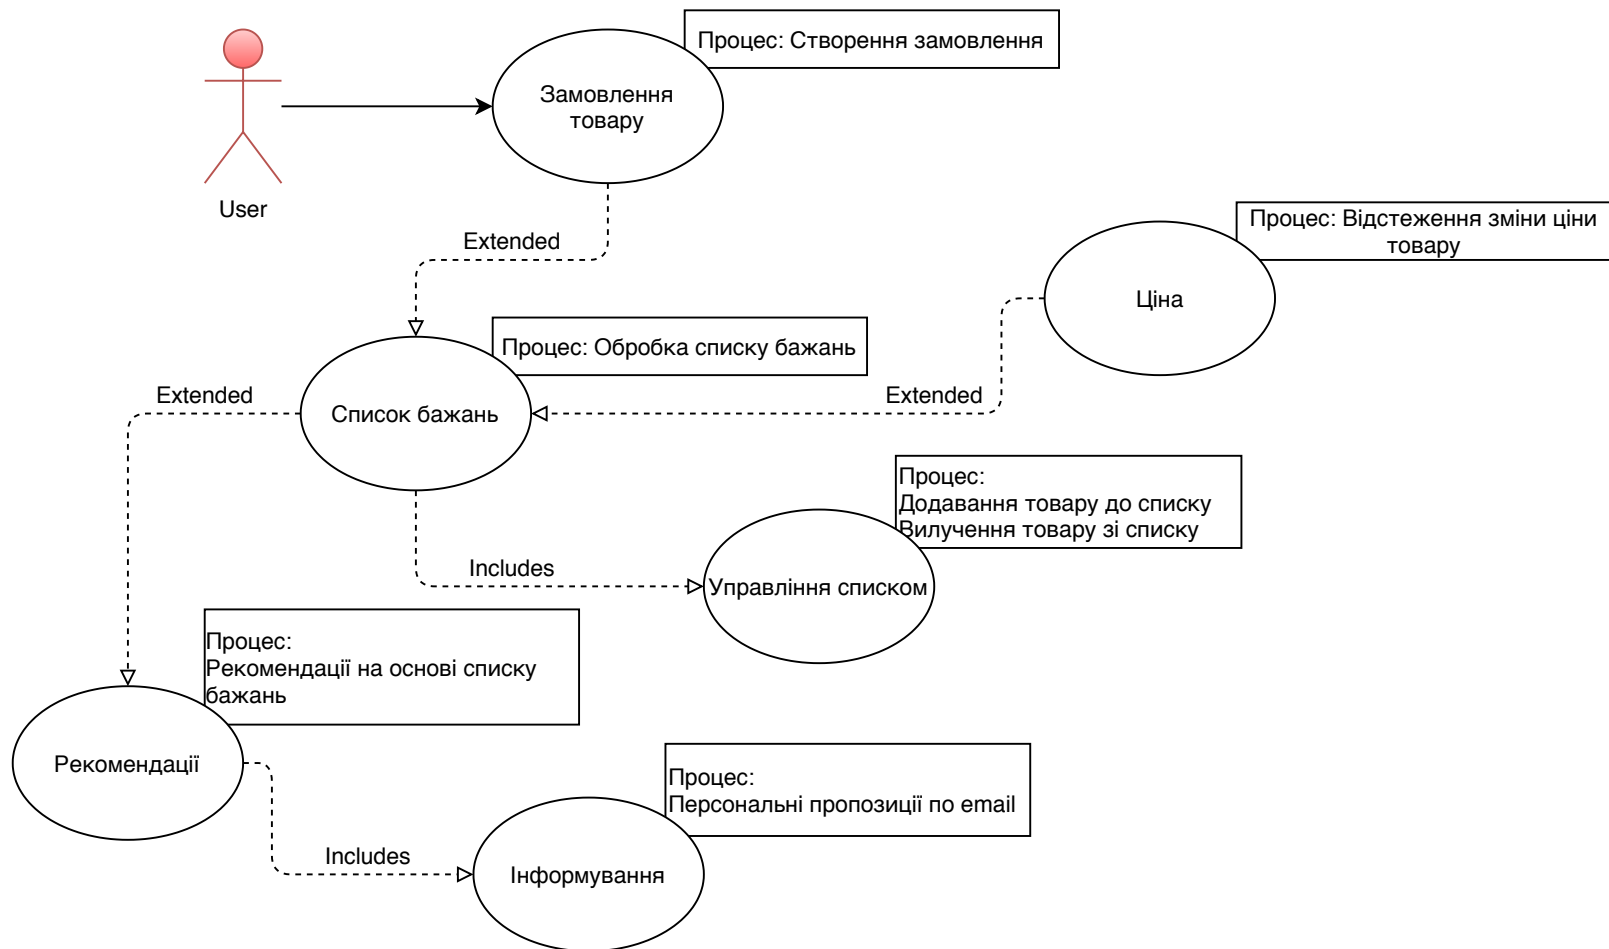 Процес: Створення замовлення
Замовлення
товару
User
Процес: Відстеження зміни ціни
товару
Extended
Ціна
Процес: Обробка списку бажань
Extended
Extended
Список бажань
Процес:
Додавання товару до списку
Вилучення товару зі списку
Includes
Управління списком
Процес:
Рекомендації на основі списку
бажань
Рекомендації
Процес:
Персональні пропозиції по email
Includes
Інформування